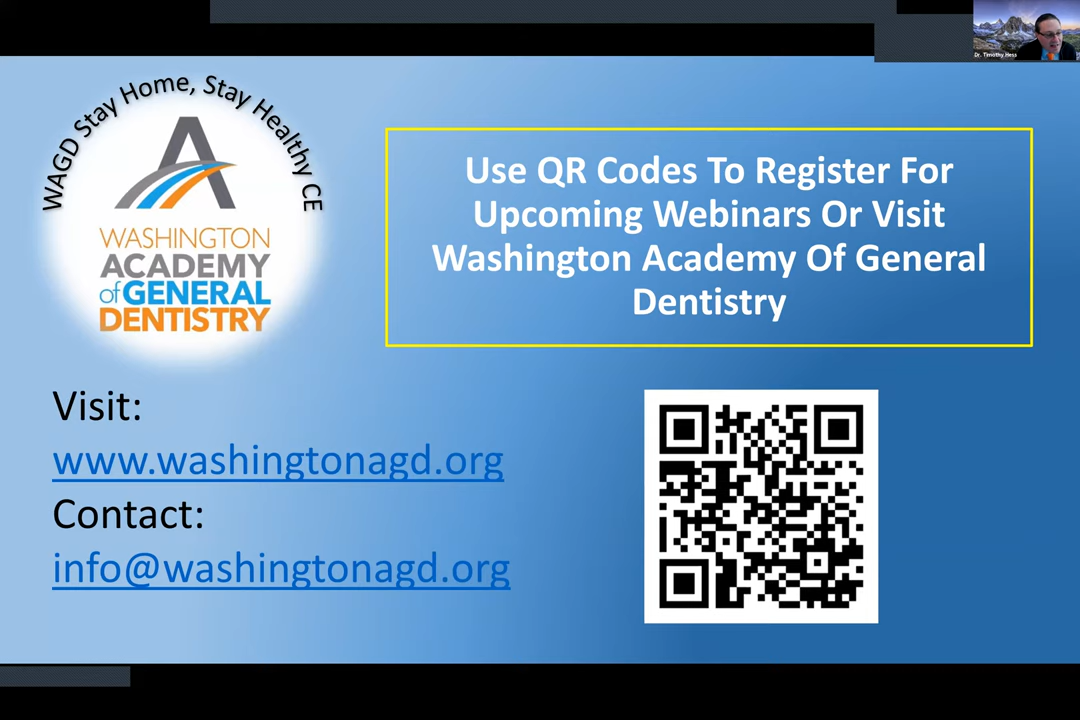 Dr. Timothy Hess
WAGD Stay Home, Stay Healthy CE
WASHINGTON
ACADEMY
of GENERAL
DENTISTRY
Use QR Codes To Register For
Upcoming Webinars Or Visit
Washington Academy Of General
Dentistry
Visit:
www.washingtonagd.org
Contact:
info@washingtonagd.org